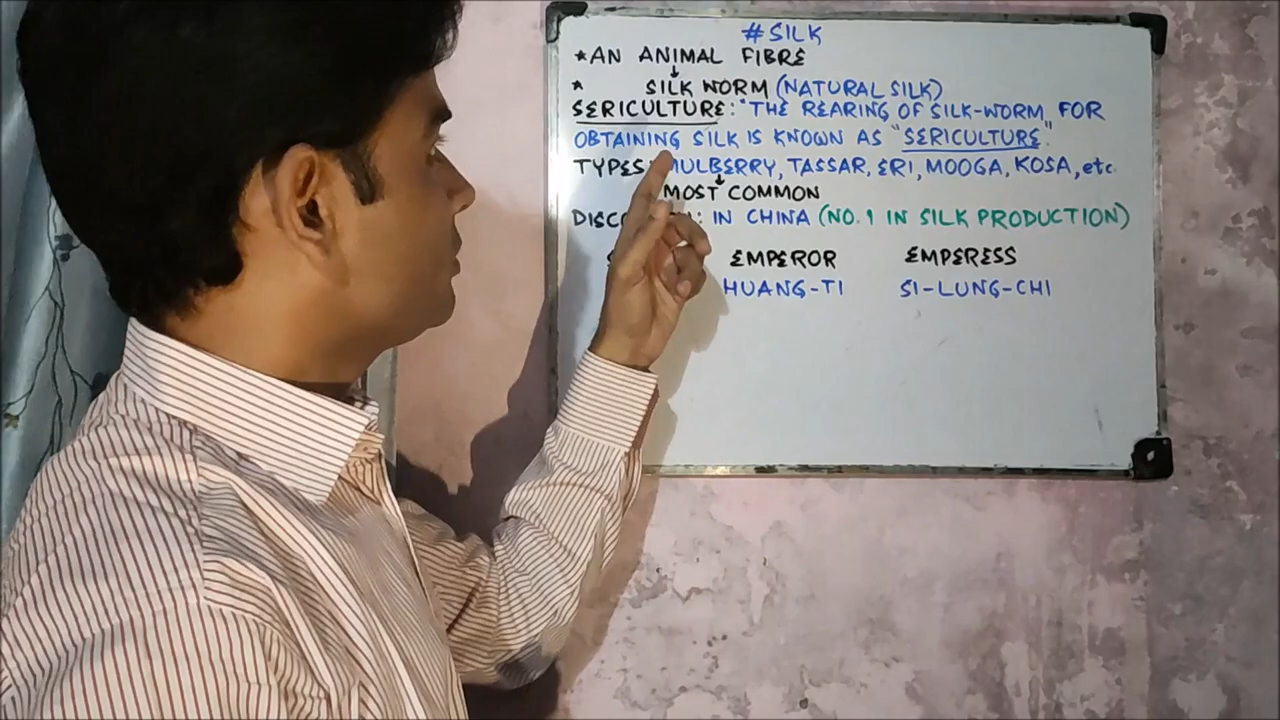 #SILK
*AN ANIMAL FIBRE
* SILK WORM (NATURAL SILK)
SERICULTURE: "THE REARING OF SILK-WORM FOR
OBTAINING SILK IS KNOWN AS "SERICULTURE".
TYPES: MULBERRY, TASSAR, ERI, MOOGA, KOSA, etc.
MOST COMMON
IN CHINA (NO.1 IN SILK PRODUCTION)
EMPEROR EMPERESS
HUANG-TI SI-LUNG-CHI